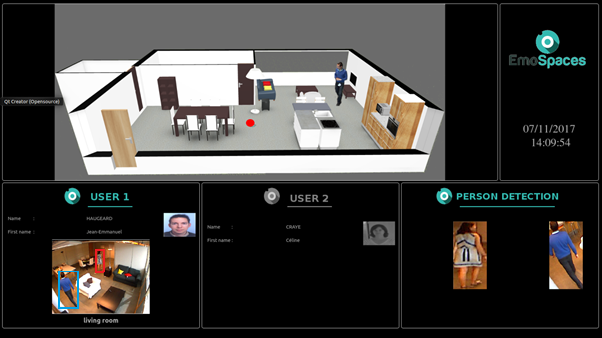 EmoSpaces
Qt Creator (Opensource)
07/11/2017
14:09:54
USER 1
Name : HAUGEARD
First name : Jean-Emmanuel
living room
USER 2
Name : CRAYE
First name : Céline
PERSON DETECTION